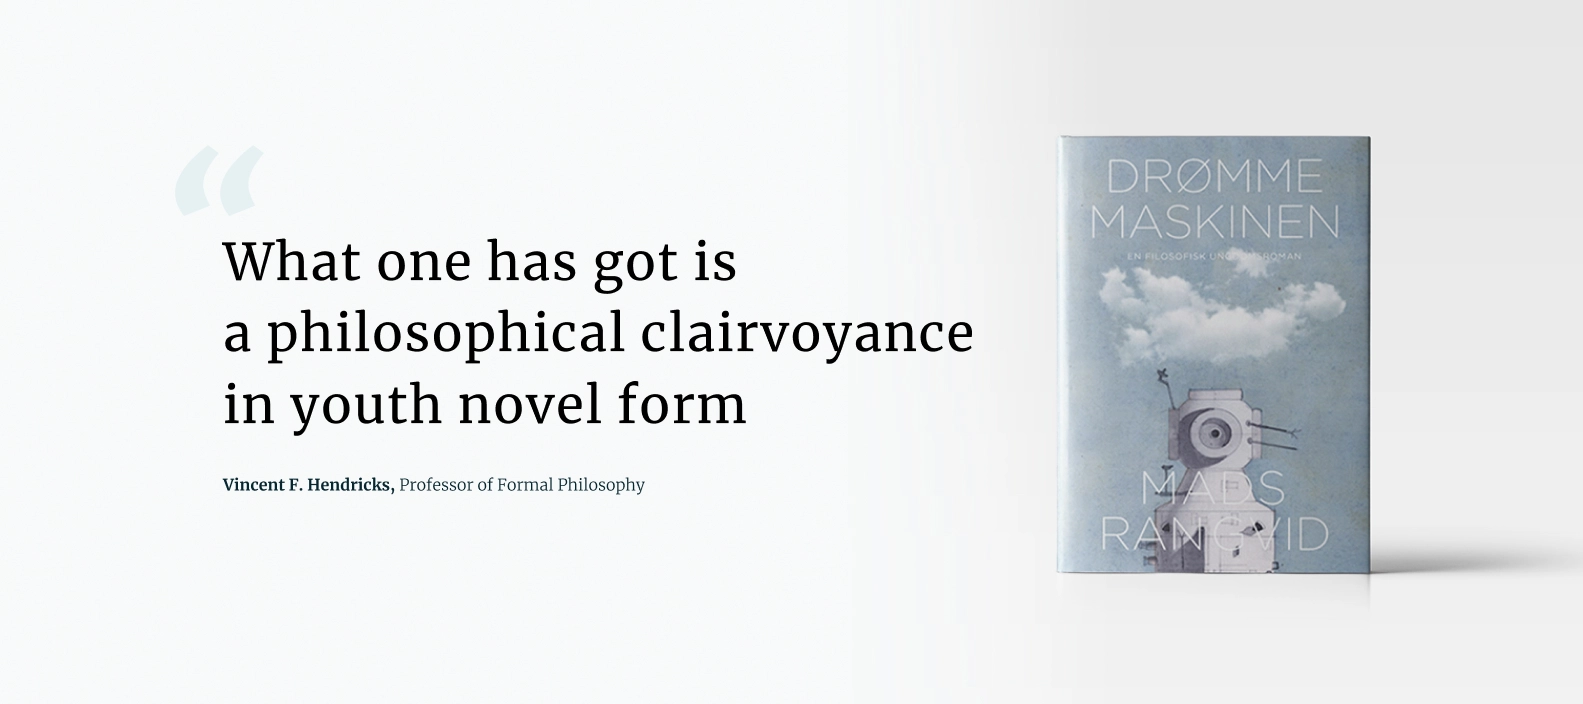 “
What one has got is
a philosophical clairvoyance
in youth novel form
Vincent F. Hendricks, Professor of Formal Philosophy
DRØMME
MASKINEN
EN FILOSOFISK UNGDOMSROMAN
MADS
RANGVID